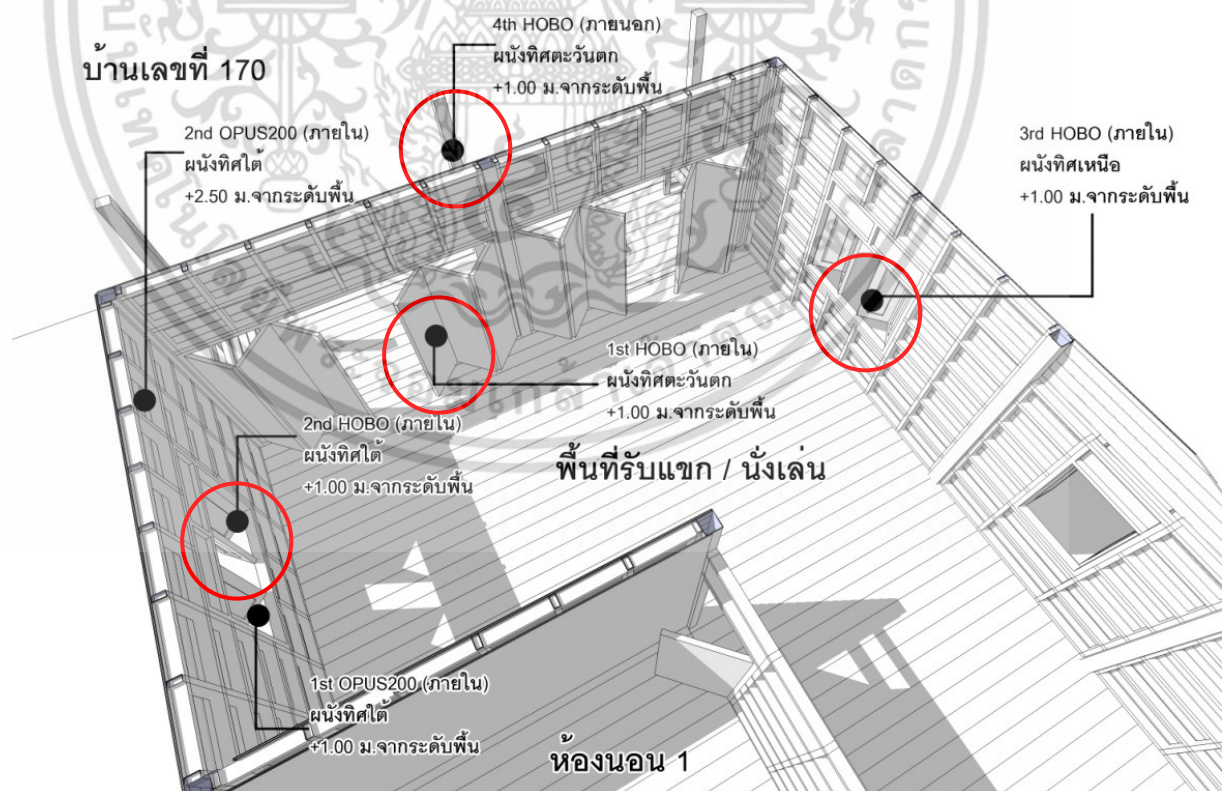 บ้านเลขที่ 170
4th HOBO (ภายนอก)
ผนังทิศตะวันตก
+1.00 ม.จากระดับพื้น
2nd OPUS200 (ภายใน)
ผนังทิศใต้
+2.50 ม.จากระดับพื้น
3rd HOBO (ภายใน)
ผนังทิศเหนือ
+1.00 ม.จากระดับพื้น
1st HOBO (ภายใน)
ผนังทิศตะวันตก
+1.00 ม.จากระดับพื้น
2nd HOBO (ภายใน)
ผนังทิศใต้
+1.00 ม.จากระดับพื้น
พื้นที่รับแขก / นั่งเล่น
1st OPUS200 (ภายใน)
ผนังทิศใต้
+1.00 ม.จากระดับพื้น
ห้องนอน 1